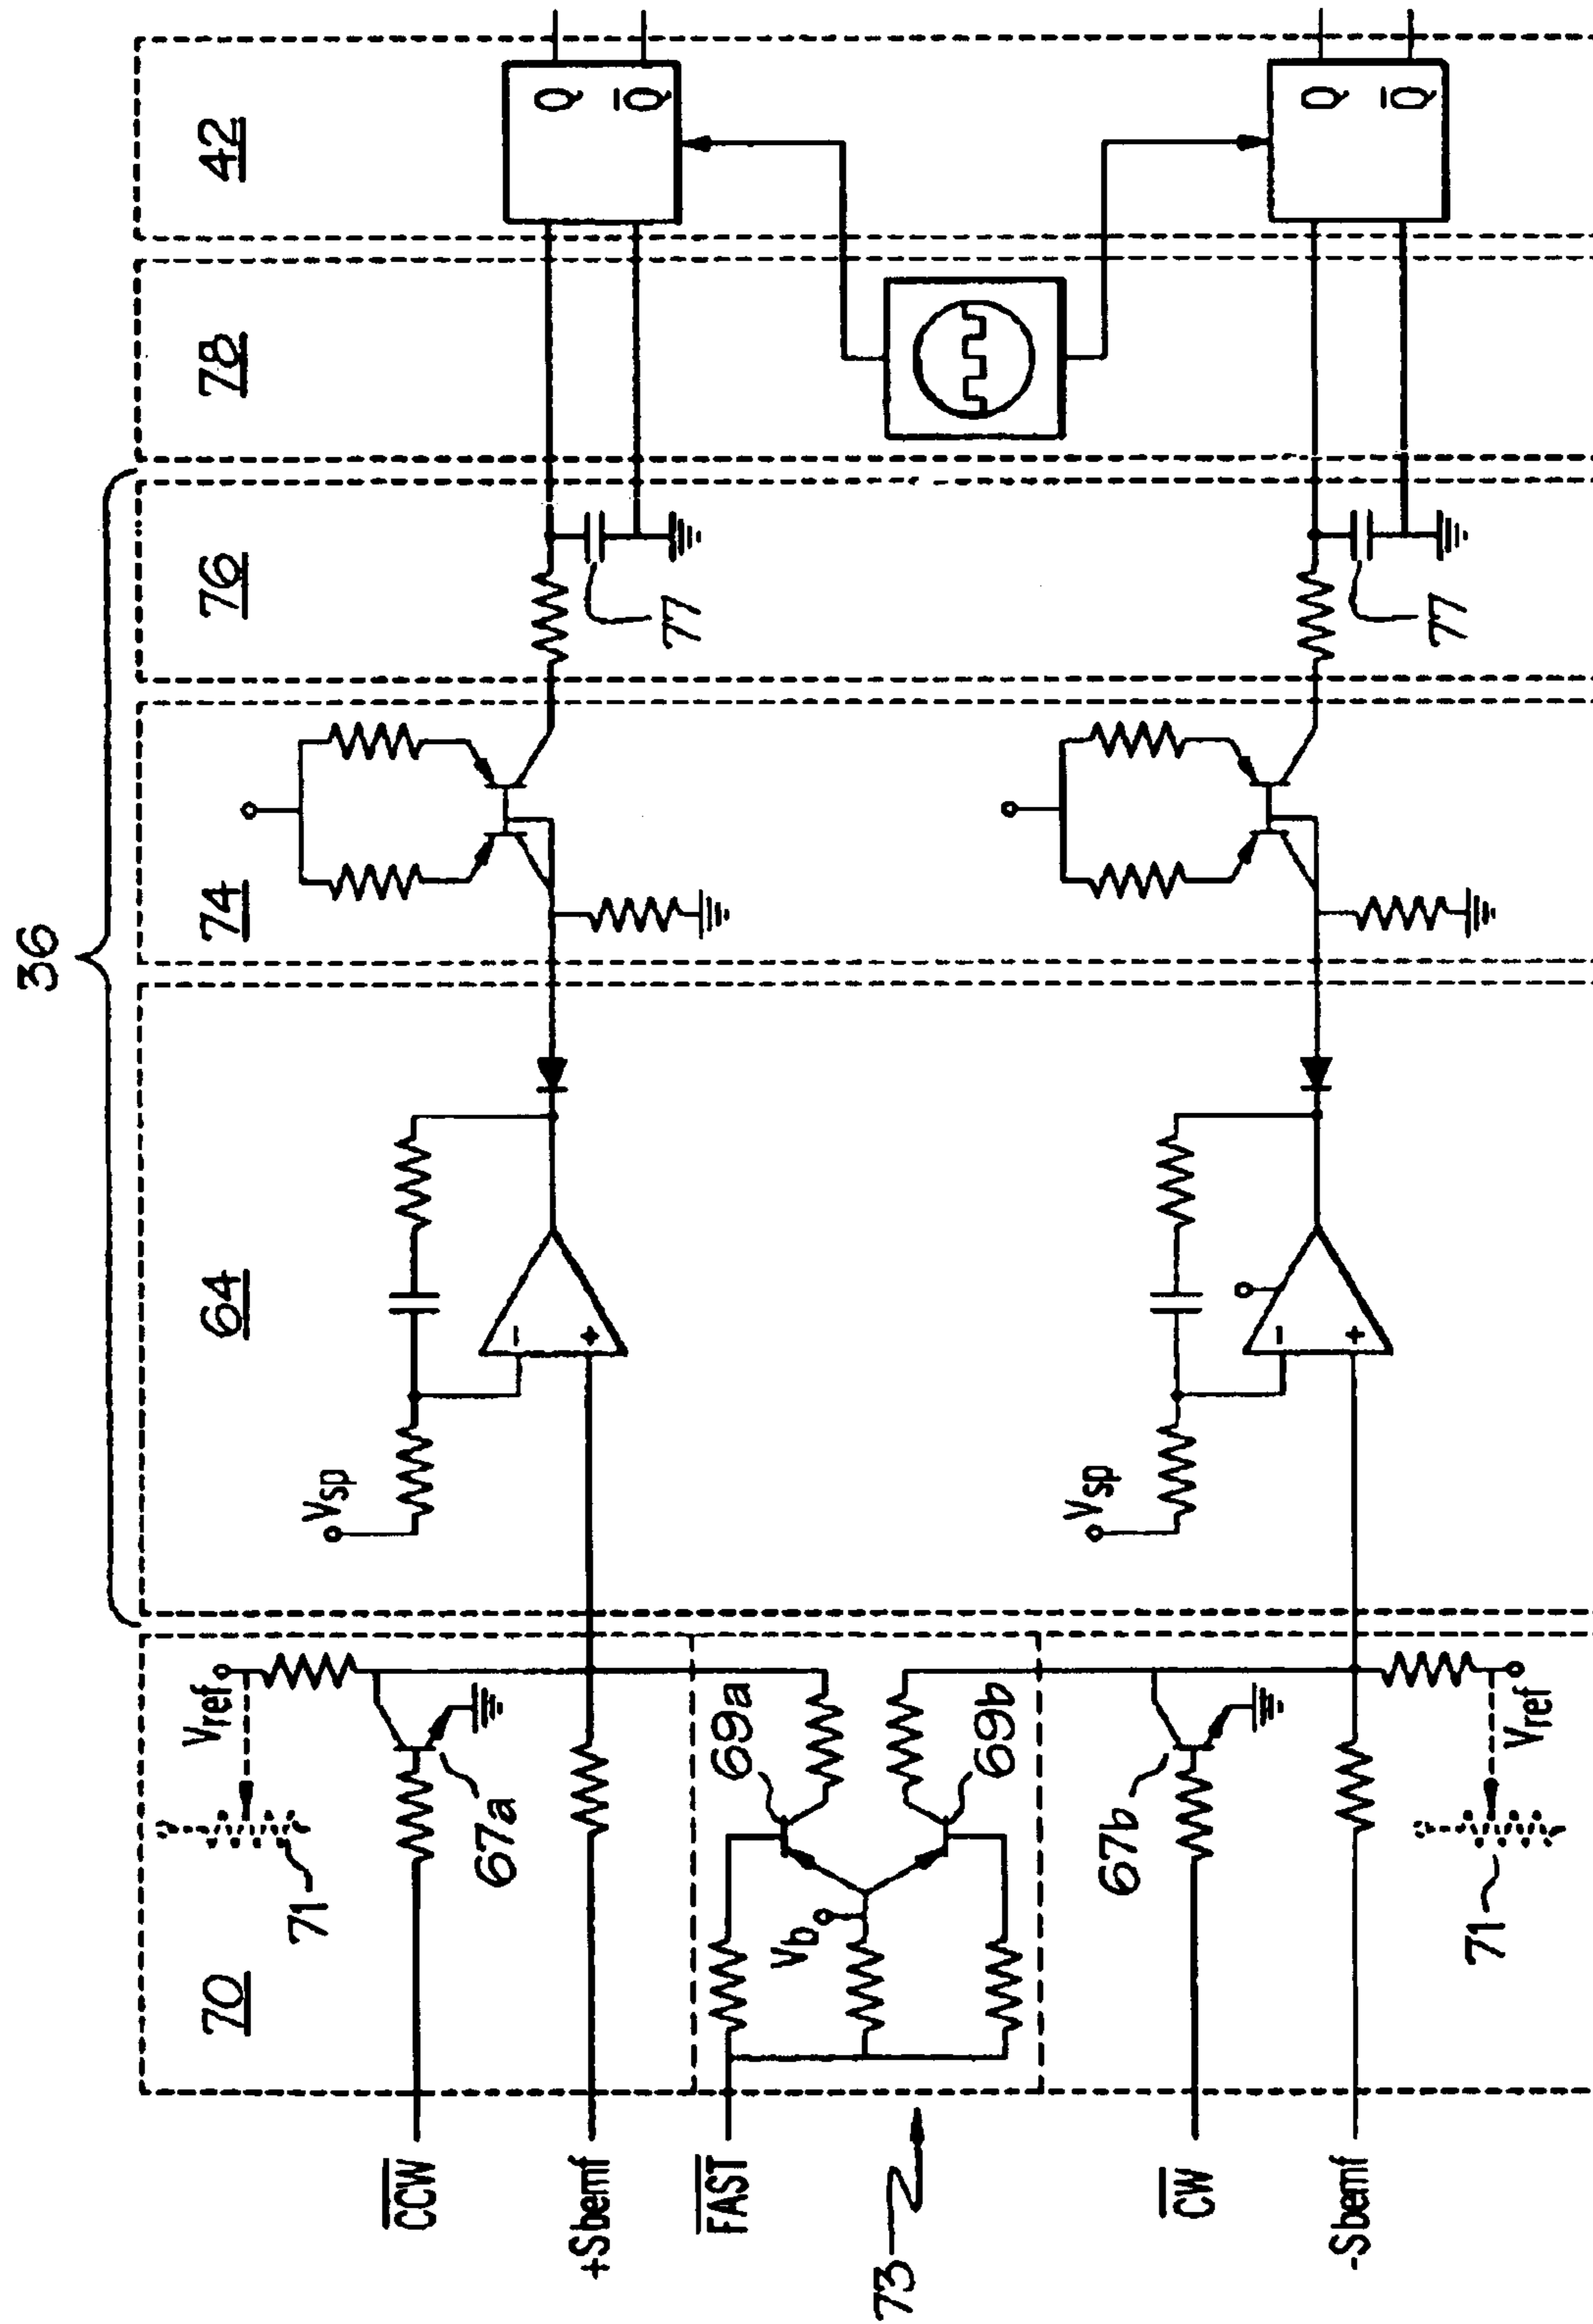 36
70
64
74
76
78
42
Vref
71
CCW
67a
+Sbemf
Vsp
-
+
77
Q
Q̅
FAST
69a
Vb
69b
73
CW
67b
-Sbemf
Vsp
-
+
77
Q
Q̅
71
Vref